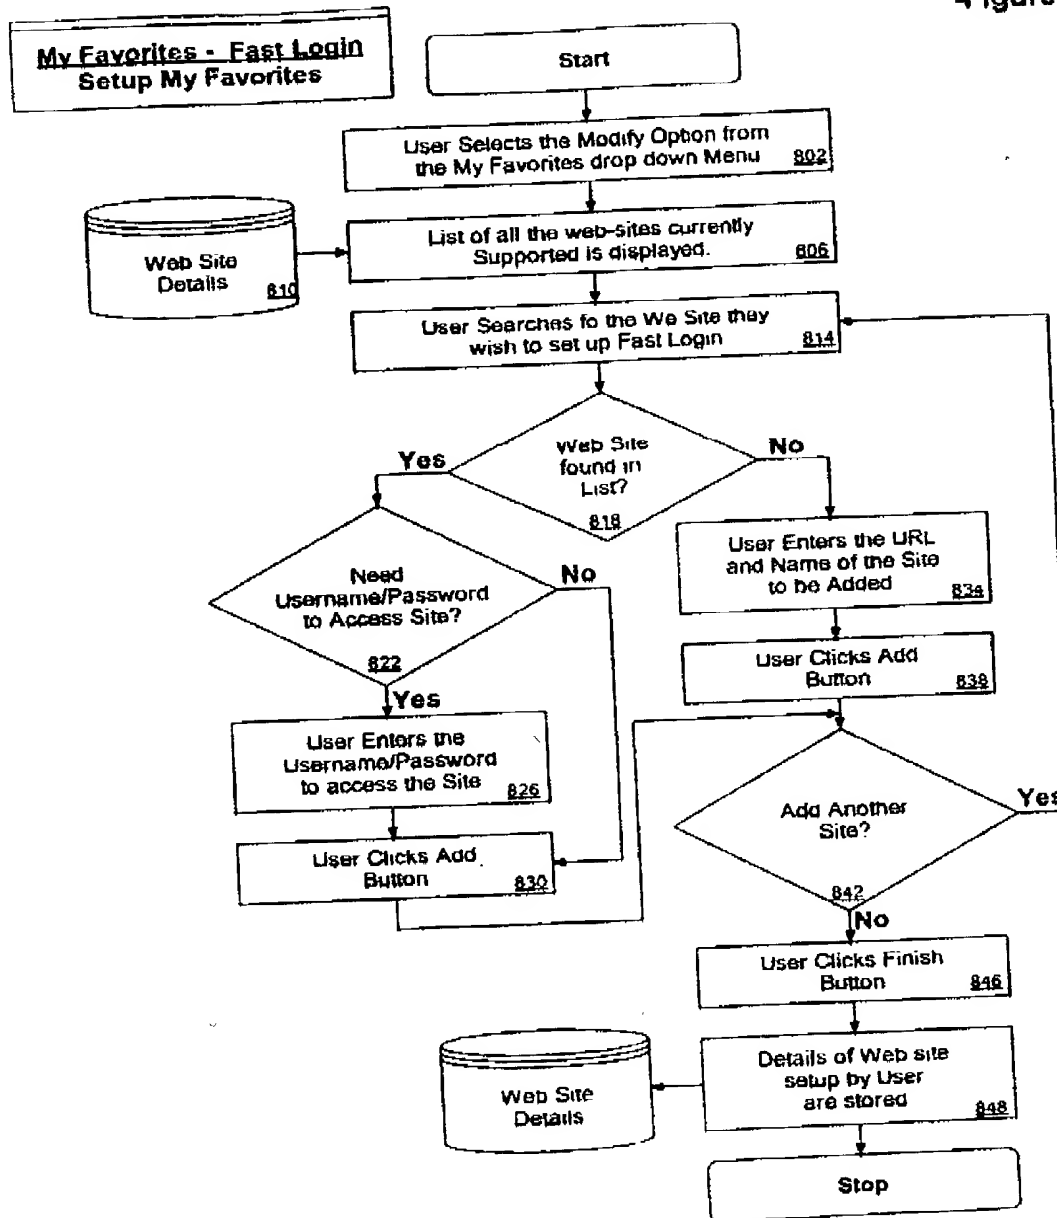 Figure
My Favorites - Fast Login
Setup My Favorites
Start
User Selects the Modify Option from
the My Favorites drop down Menu 802
List of all the web-sites currently
Supported is displayed. 806
Web Site
Details 810
User Searches fo the We Site they
wish to set up Fast Login 814
Web Site
found in
List?
818
Yes
No
Need
Username/Password
to Access Site?
822
No
Yes
User Enters the URL
and Name of the Site
to be Added 834
User Clicks Add
Button 838
User Enters the
Username/Password
to access the Site 826
User Clicks Add
Button 830
Add Another
Site?
842
Yes
No
User Clicks Finish
Button 846
Details of Web site
setup by User
are stored 848
Web Site
Details
Stop